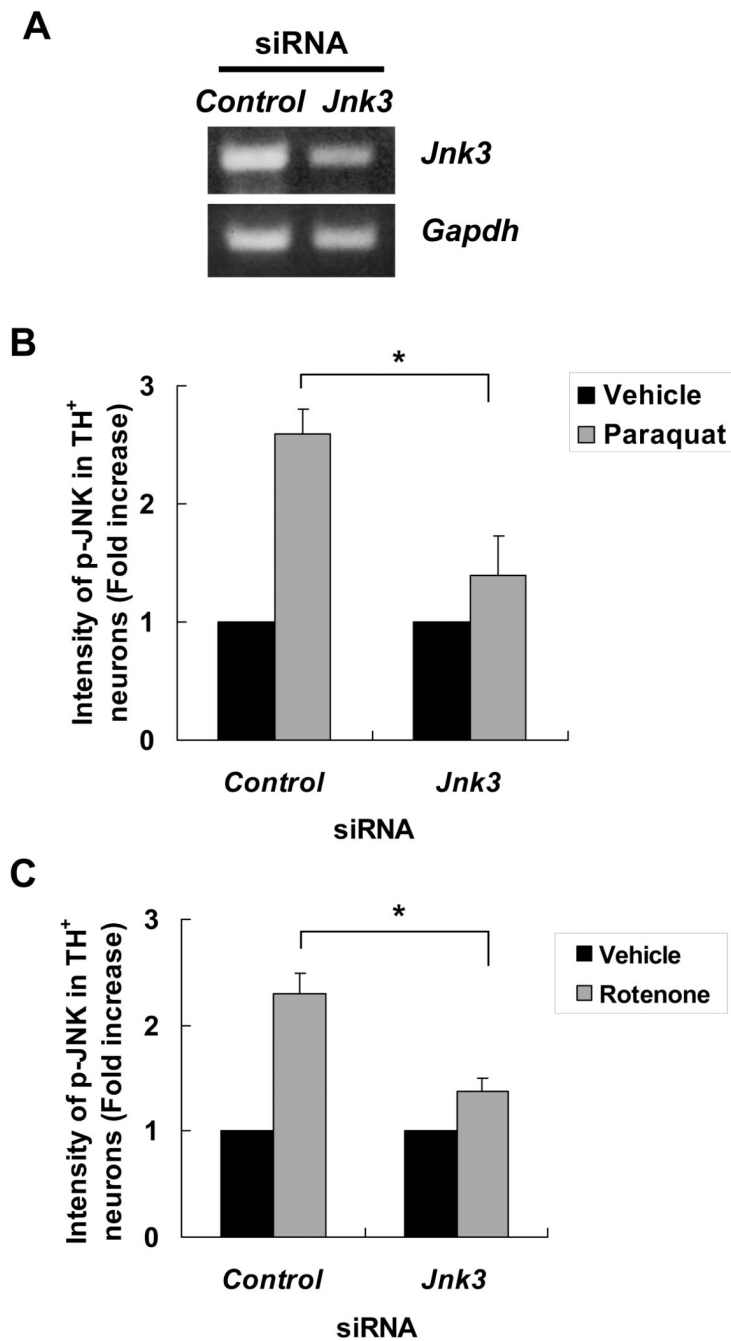 A
siRNA
Control Jnk3
Jnk3
Gapdh
B
Intensity of p-JNK in TH⁺
neurons (Fold increase)
3
2
1
0
*
Vehicle
Paraquat
Control Jnk3
siRNA
C
Intensity of p-JNK in TH⁺
neurons (Fold increase)
3
2
1
0
*
Vehicle
Rotenone
Control Jnk3
siRNA